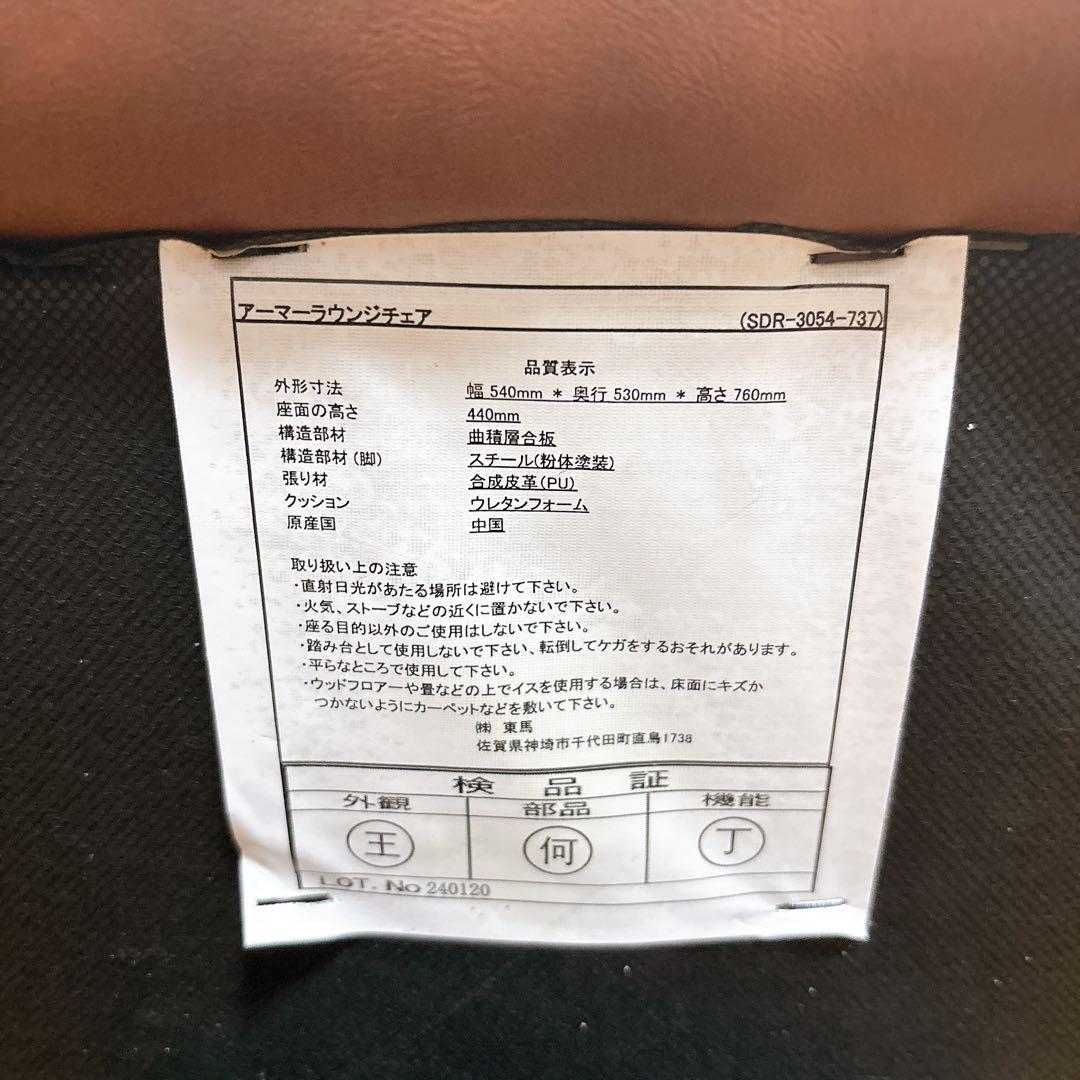 アーマーラウンジチェア (SDR-3054-737)
品質表示
外形寸法 幅 540mm * 奥行 530mm * 高さ 760mm
座面の高さ 440mm
構造部材 曲積層合板
構造部材 (脚) スチール(粉体塗装)
張り材 合成皮革(PU)
クッション ウレタンフォーム
原産国 中国
取り扱い上の注意
・直射日光があたる場所は避けて下さい。
・火気、ストーブなどの近くに置かないで下さい。
・座る目的以外のご使用はしないで下さい。
・踏み台として使用しないで下さい、転倒してケガをするおそれがあります。
・平らなところで使用して下さい。
・ウッドフロアーや畳などの上でイスを使用する場合は、床面にキズか
つかないようにカーペットなどを敷いて下さい。
㈱ 東馬
佐賀県神埼市千代田町直鳥1738
検品証
外観 部品 機能
王 何 丁
LOT. No 240120